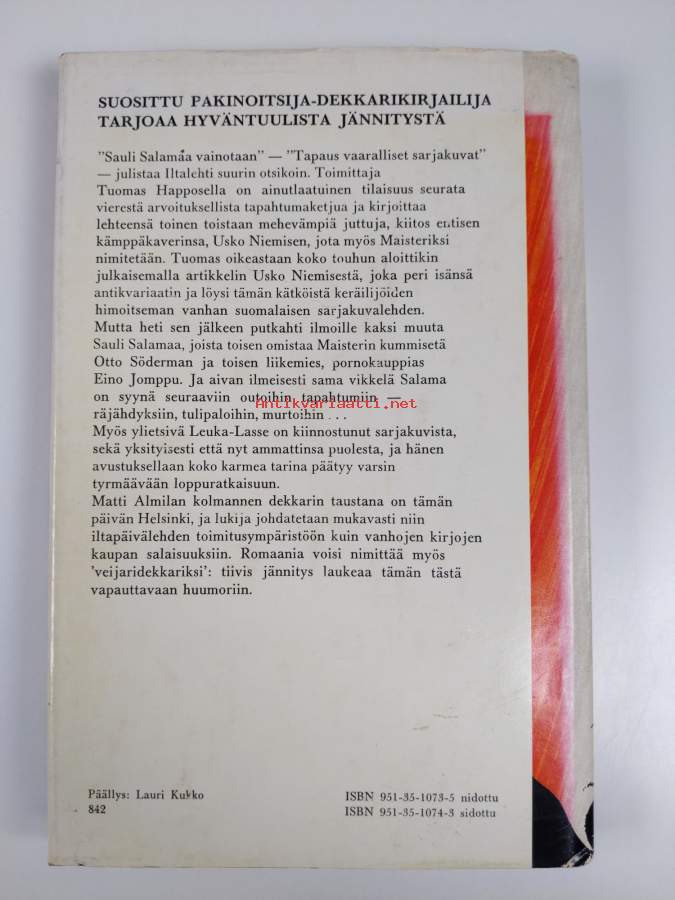 SUOSITTU PAKINOITSIJA-DEKKARIKIRJAILIJA
TARJOAA HYVÄNTUULISTA JÄNNITYSTÄ
"Sauli Salamaa vainotaan" — "Tapaus vaaralliset sarjakuvat"
— julistaa Iltalehti suurin otsikoin. Toimittaja
Tuomas Happosella on ainutlaatuinen tilaisuus seurata
vierestä arvoituksellista tapahtumaketjua ja kirjoittaa
lehteensä toinen toistaan mehevämpiä juttuja, kiitos entisen
kämppäkaverinsa, Usko Niemisen, jota myös Maisteriksi
nimitetään. Tuomas oikeastaan koko touhun aloittikin
julkaisemalla artikkelin Usko Niemisestä, joka peri isänsä
antikvariaatin ja löysi tämän kätköistä keräilijöiden
himoitseman vanhan suomalaisen sarjakuvalehden.
Mutta heti sen jälkeen putkahti ilmoille kaksi muuta
Sauli Salamaa, joista toisen omistaa Maisterin kummisetä
Otto Söderman ja toisen liikemies, pornokauppias
Eino Jomppu. Ja aivan ilmeisesti sama vikkelä Salama
on syynä seuraaviin outoihin tapahtumiin —
Antikvariaatti.net
räjähdyksiin, tulipaloihin, murtoihin ...
Myös ylietsivä Leuka-Lasse on kiinnostunut sarjakuvista,
sekä yksityisesti että nyt ammattinsa puolesta, ja hänen
avustuksellaan koko karmea tarina päätyy varsin
tyrmäävään loppuratkaisuun.
Matti Almilan kolmannen dekkarin taustana on tämän
päivän Helsinki, ja lukija johdatetaan mukavasti niin
iltapäivälehden toimitusympäristöön kuin vanhojen kirjojen
kaupan salaisuuksiin. Romaania voisi nimittää myös
'veijaridekkariksi': tiivis jännitys laukeaa tämän tästä
vapauttavaan huumoriin.
Päällys: Lauri Kukko
842
ISBN 951-35-1073-5 nidottu
ISBN 951-35-1074-3 sidottu